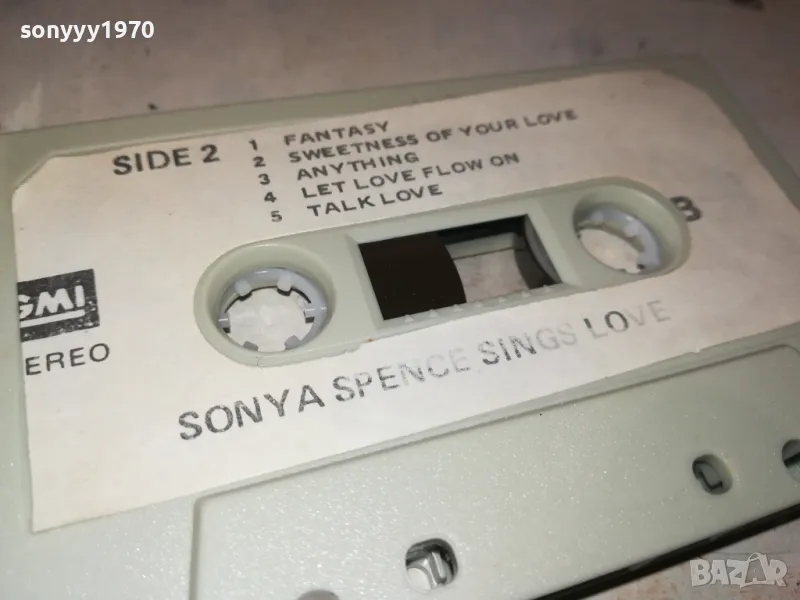 sonyyy1970
SIDE 2
1 FANTASY
2 SWEETNESS OF YOUR LOVE
3 ANYTHING
4 LET LOVE FLOW ON
5 TALK LOVE
B
GMI
EREO
SONYA SPENCE SINGS LOVE
BAZAR